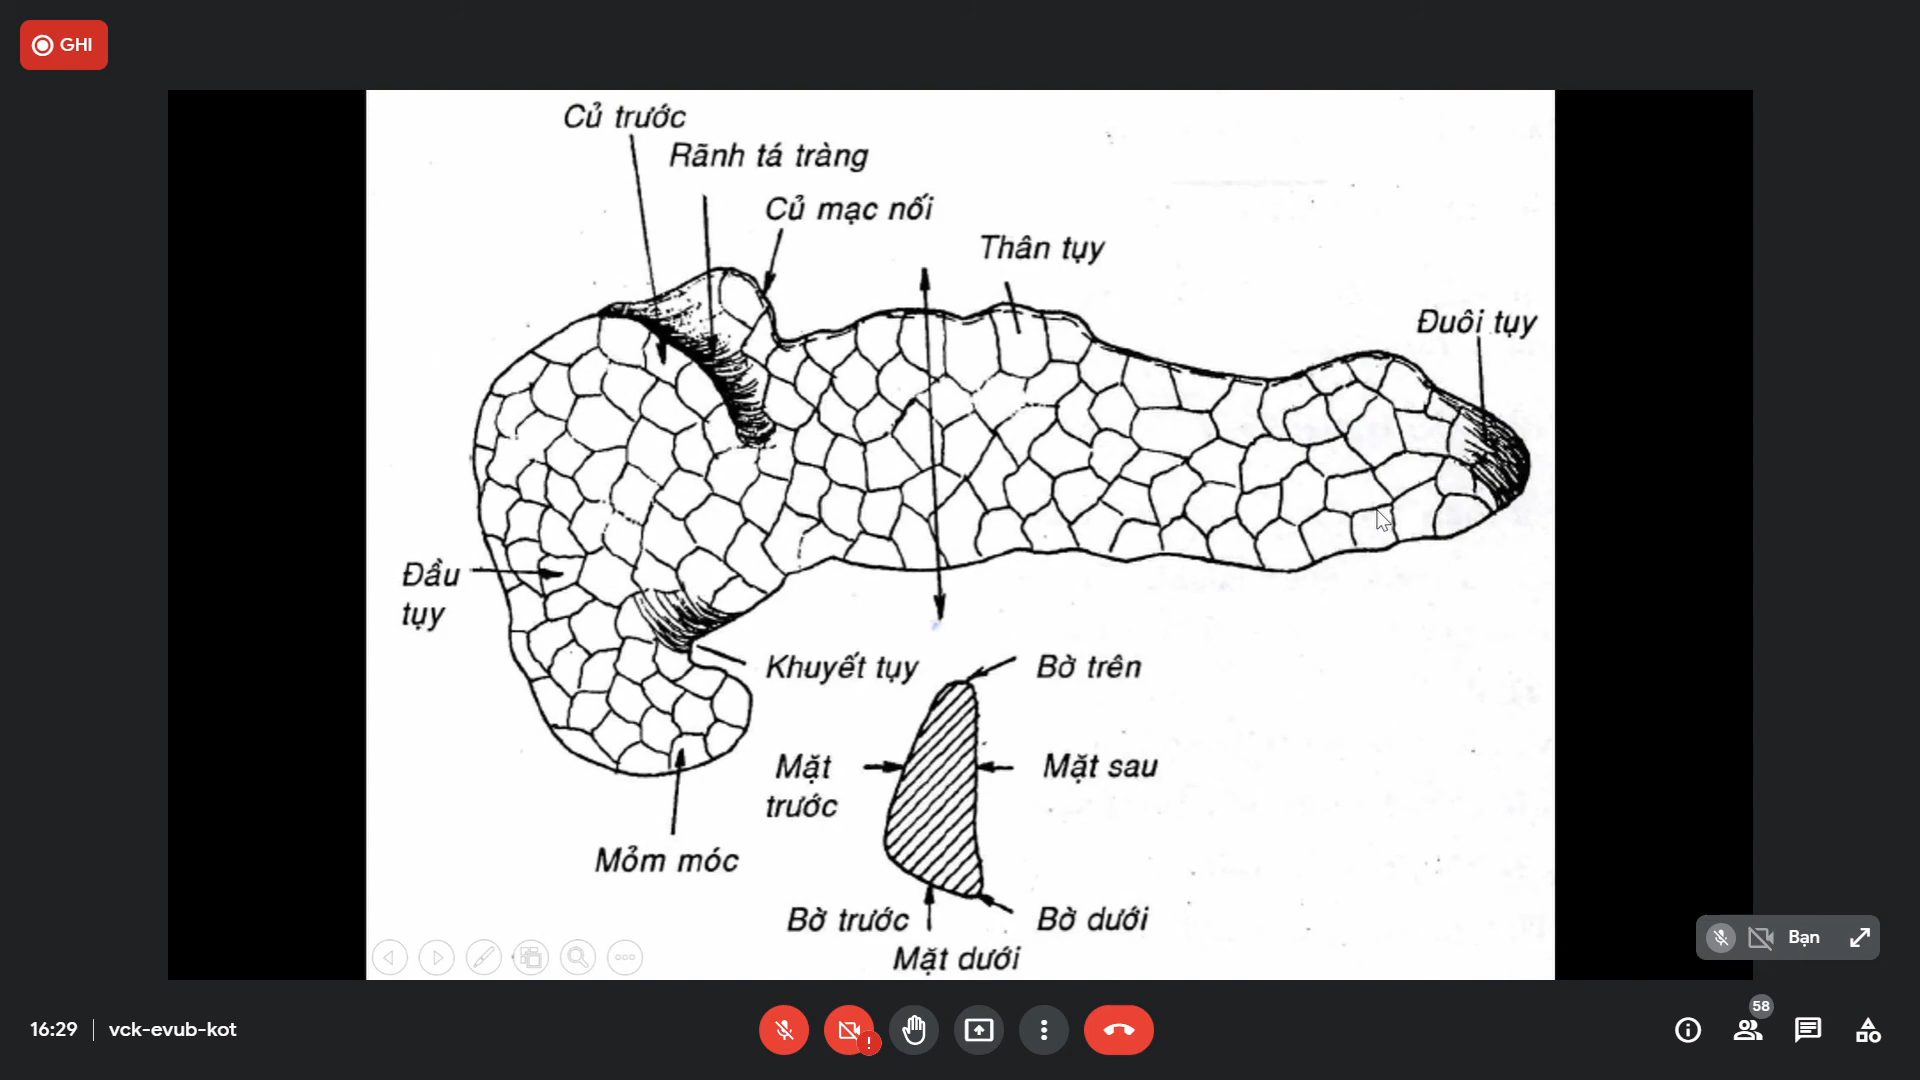 GHI
Củ trước
Rãnh tá tràng
Củ mạc nối
Thân tụy
Đuôi tụy
Đầu
tụy
Khuyết tụy
Bờ trên
Mặt
trước
Mặt sau
Mỏm móc
Bờ trước
Bờ dưới
Mặt dưới
Bạn
16:29
vck-evub-kot
58